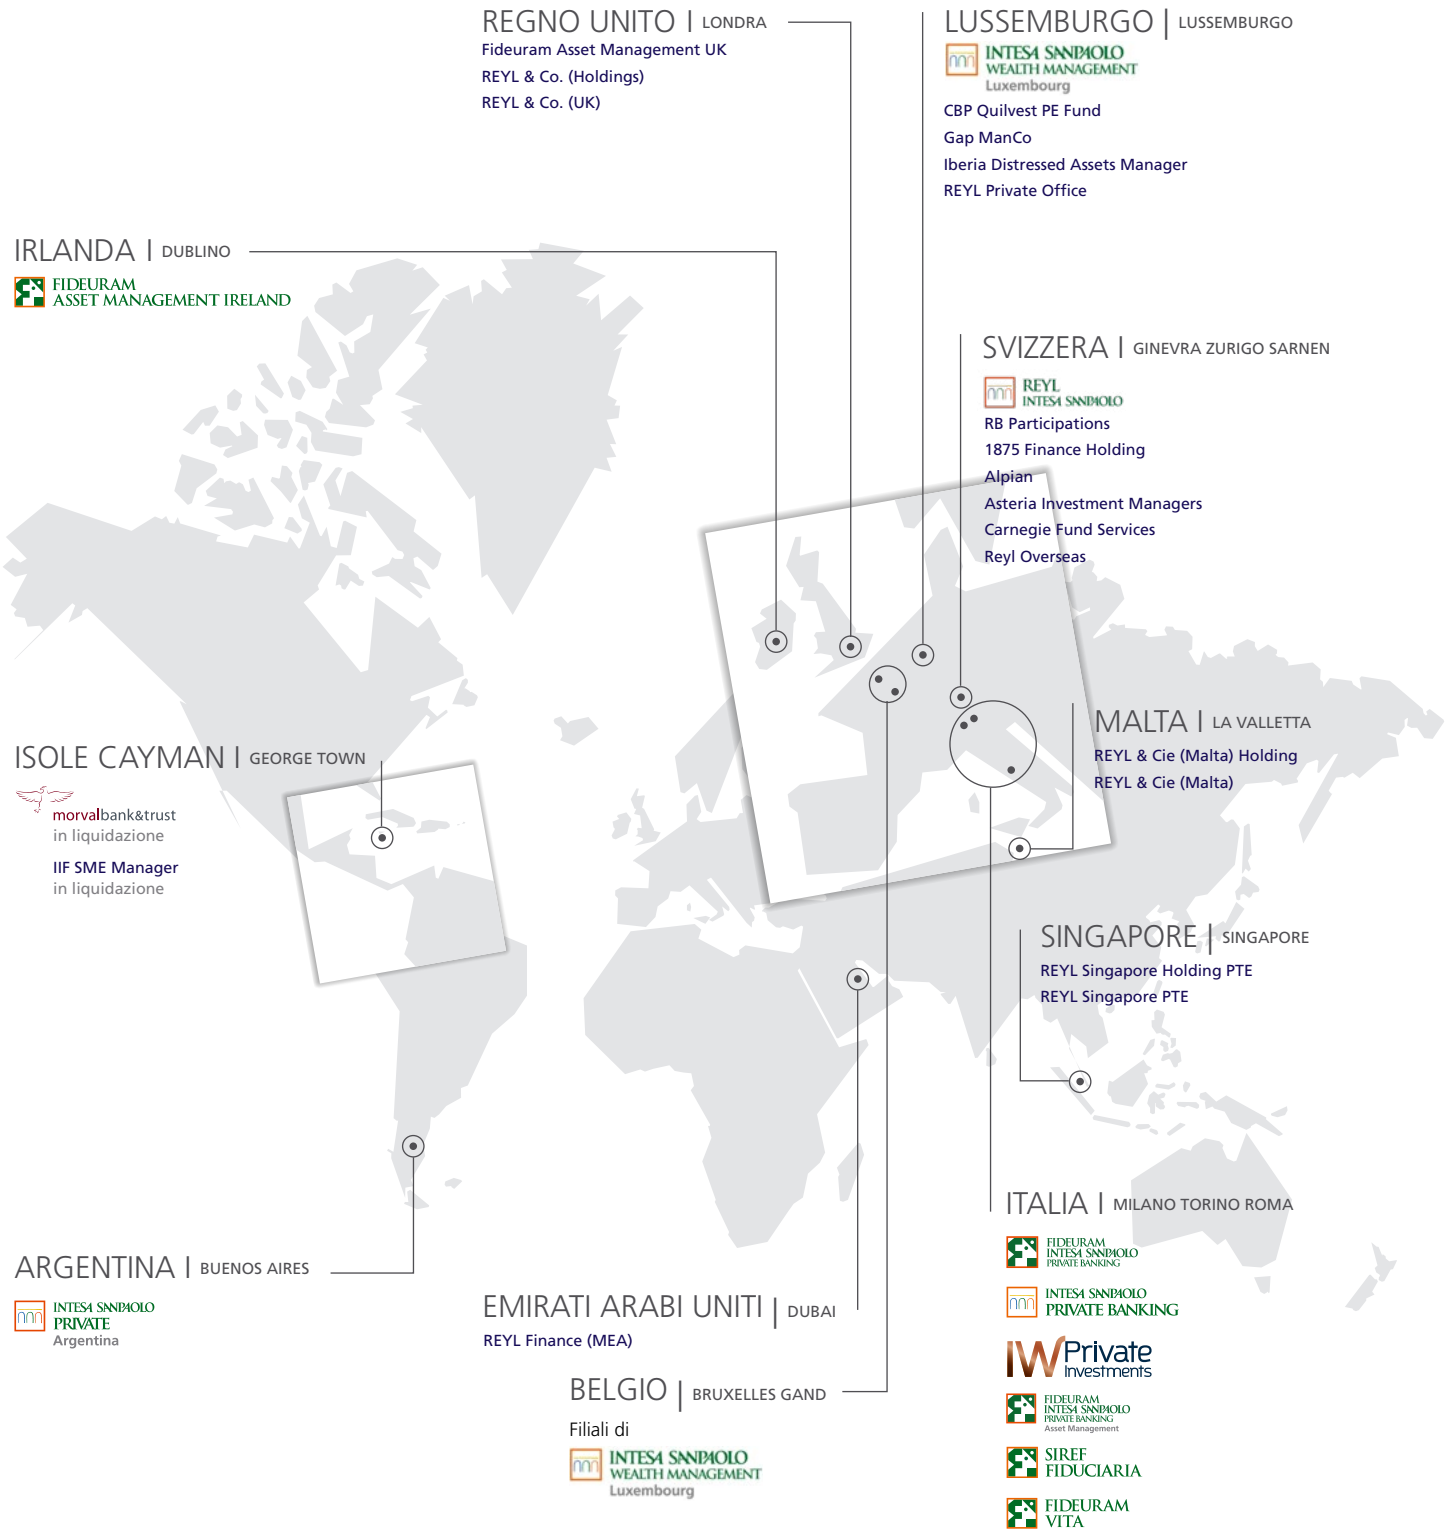 REGNO UNITO | LONDRA
Fideuram Asset Management UK
REYL & Co. (Holdings)
REYL & Co. (UK)
LUSSEMBURGO | LUSSEMBURGO
INTESA SANPAOLO
WEALTH MANAGEMENT
Luxembourg
CBP Quilvest PE Fund
Gap ManCo
Iberia Distressed Assets Manager
REYL Private Office
IRLANDA | DUBLINO
FIDEURAM
ASSET MANAGEMENT IRELAND
SVIZZERA | GINEVRA ZURIGO SARNEN
REYL
INTESA SANPAOLO
RB Participations
1875 Finance Holding
Alpian
Asteria Investment Managers
Carnegie Fund Services
Reyl Overseas
MALTA | LA VALLETTA
REYL & Cie (Malta) Holding
REYL & Cie (Malta)
ISOLE CAYMAN | GEORGE TOWN
morvalbank&trust
in liquidazione
IIF SME Manager
in liquidazione
SINGAPORE | SINGAPORE
REYL Singapore Holding PTE
REYL Singapore PTE
ITALIA | MILANO TORINO ROMA
FIDEURAM
INTESA SANPAOLO
PRIVATE BANKING
INTESA SANPAOLO
PRIVATE BANKING
IW Private
Investments
FIDEURAM
INTESA SANPAOLO
PRIVATE BANKING
Asset Management
SIREF
FIDUCIARIA
FIDEURAM
VITA
ARGENTINA | BUENOS AIRES
INTESA SANPAOLO
PRIVATE
Argentina
EMIRATI ARABI UNITI | DUBAI
REYL Finance (MEA)
BELGIO | BRUXELLES GAND
Filiali di
INTESA SANPAOLO
WEALTH MANAGEMENT
Luxembourg